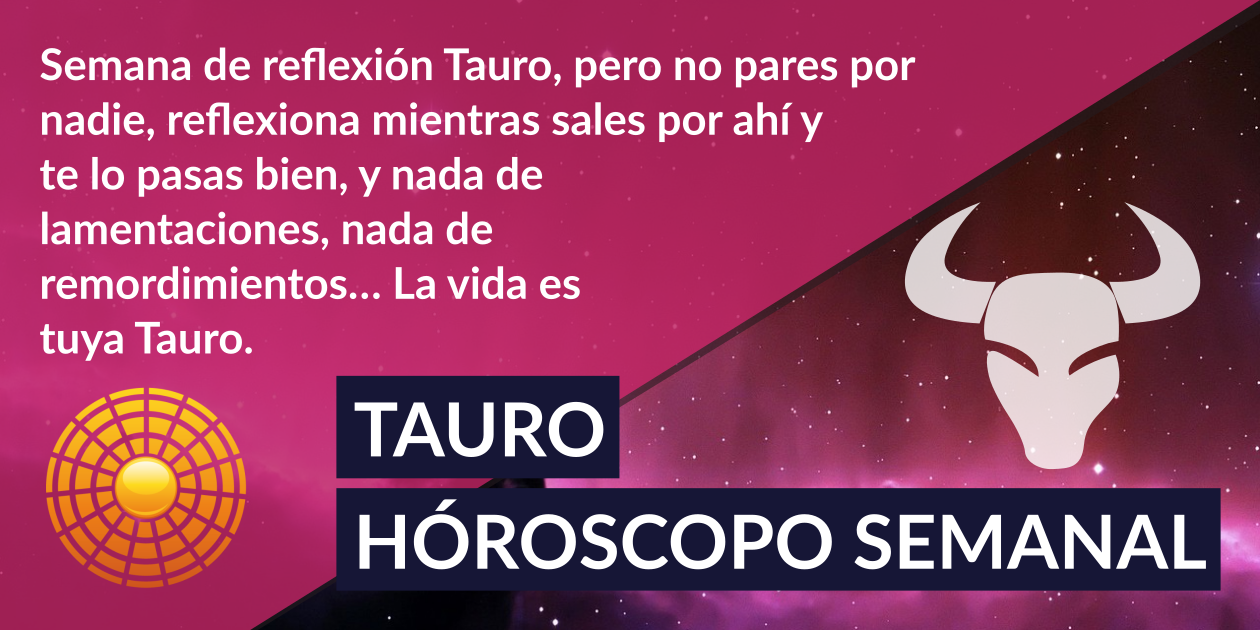 Semana de reflexión Tauro, pero no pares por
nadie, reflexiona mientras sales por ahí y
te lo pasas bien, y nada de
lamentaciones, nada de
remordimientos... La vida es
tuya Tauro.
TAURO
HÓROSCOPO SEMANAL